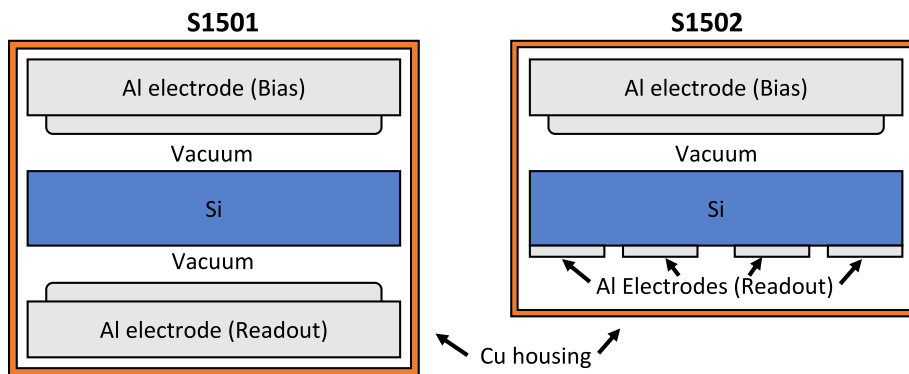 S1501
S1502
Al electrode (Bias)
Al electrode (Bias)
Vacuum
Vacuum
Si
Si
Vacuum
Al Electrodes (Readout)
Al electrode (Readout)
Cu housing